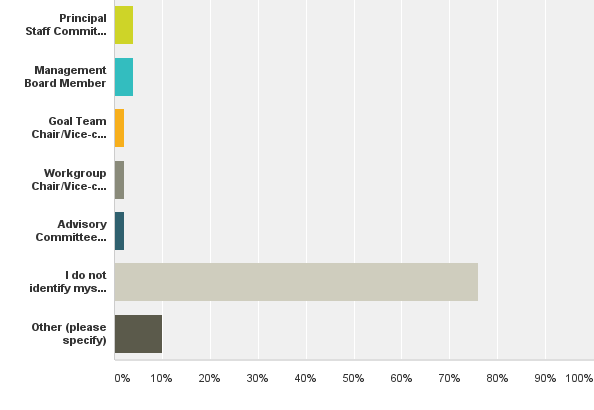 Principal
Staff Commit...
Management
Board Member
Goal Team
Chair/Vice-c...
Workgroup
Chair/Vice-c...
Advisory
Committee...
I do not
identify mys...
Other (please
specify)
0% 10% 20% 30% 40% 50% 60% 70% 80% 90% 100%